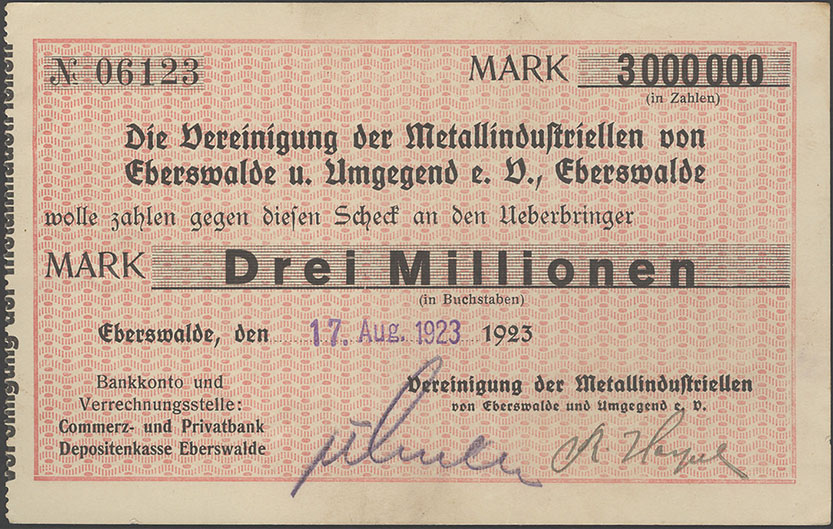 № 06123
MARK 3000000
(in Zahlen)
Die Vereinigung der Metallindustriellen von
Eberswalde u. Umgegend e. V., Eberswalde
wolle zahlen gegen diesen Scheck an den Ueberbringer
MARK Drei Millionen
(in Buchstaben)
Eberswalde, den 17. Aug. 1923 1923
Bankkonto und
Verrechnungsstelle:
Commerz- und Privatbank
Depositenkasse Eberswalde
Vereinigung der Metallindustriellen
von Eberswalde und Umgegend e. V.